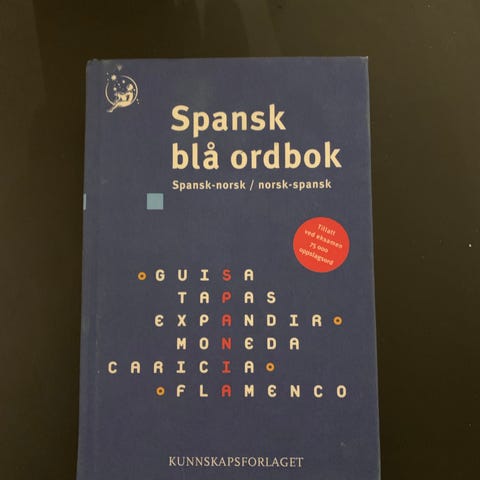 Spansk
blå ordbok
Spansk-norsk / norsk-spansk
Tillatt
ved eksamen
75 000
oppslagsord
GUISA
TAPAS
EXPANDIR
MONEDA
CARICIA
FLAMENCO
KUNNSKAPSFORLAGET